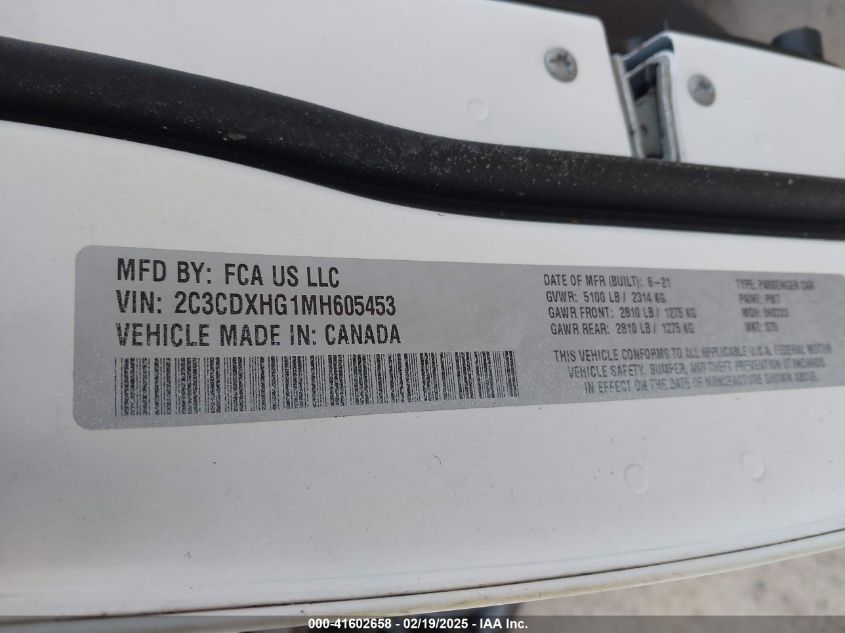 MFD BY: FCA US LLC
VIN: 2C3CDXHG1MH605453
VEHICLE MADE IN: CANADA
DATE OF MFR (BUILT): 6-21
GVWR: 5100 LB / 2314 KG
GAWR FRONT: 2810 LB / 1275 KG
GAWR REAR: 2810 LB / 1275 KG
TYPE: PASSENGER CAR
PAINT: PW7
MKT:
THIS VEHICLE CONFORMS TO ALL APPLICABLE U.S.A. FEDERAL MOTOR
VEHICLE SAFETY, BUMPER, AND THEFT PREVENTION STANDARDS
IN EFFECT ON THE DATE OF MANUFACTURE SHOWN ABOVE.
000-41602658 - 02/19/2025 - IAA Inc.